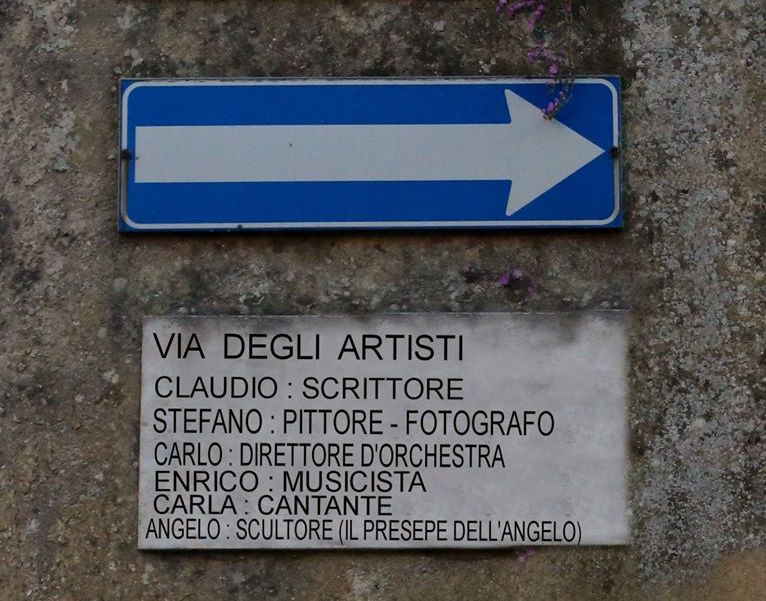 VIA DEGLI ARTISTI
CLAUDIO : SCRITTORE
STEFANO : PITTORE - FOTOGRAFO
CARLO : DIRETTORE D'ORCHESTRA
ENRICO : MUSICISTA
CARLA : CANTANTE
ANGELO : SCULTORE (IL PRESEPE DELL'ANGELO)